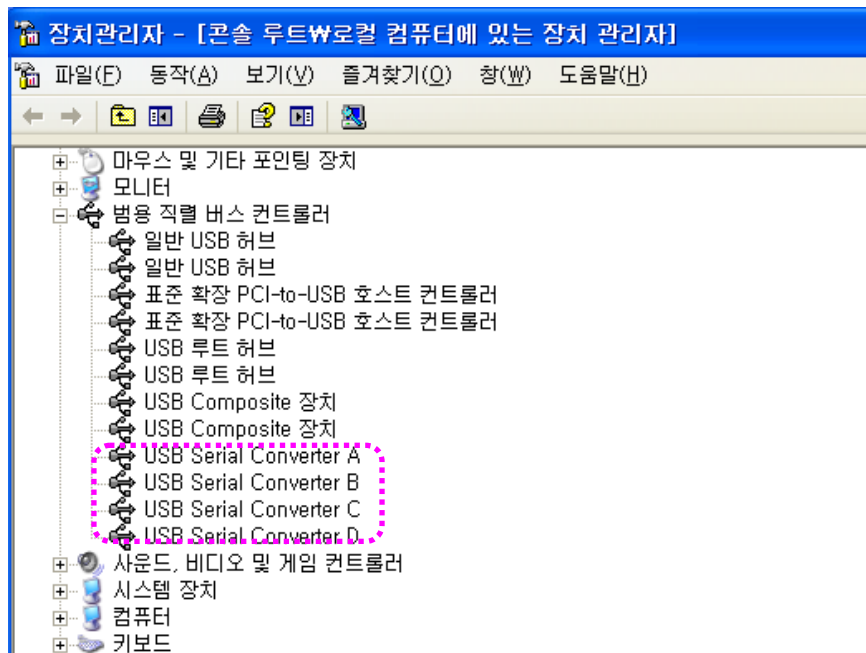 장치관리자 - [콘솔 루트₩로컬 컴퓨터에 있는 장치 관리자]
파일(F) 동작(A) 보기(V) 즐겨찾기(O) 창(W) 도움말(H)
마우스 및 기타 포인팅 장치
모니터
범용 직렬 버스 컨트롤러
일반 USB 허브
일반 USB 허브
표준 확장 PCI-to-USB 호스트 컨트롤러
표준 확장 PCI-to-USB 호스트 컨트롤러
USB 루트 허브
USB 루트 허브
USB Composite 장치
USB Composite 장치
USB Serial Converter A
USB Serial Converter B
USB Serial Converter C
USB Serial Converter D
사운드, 비디오 및 게임 컨트롤러
시스템 장치
컴퓨터
키보드